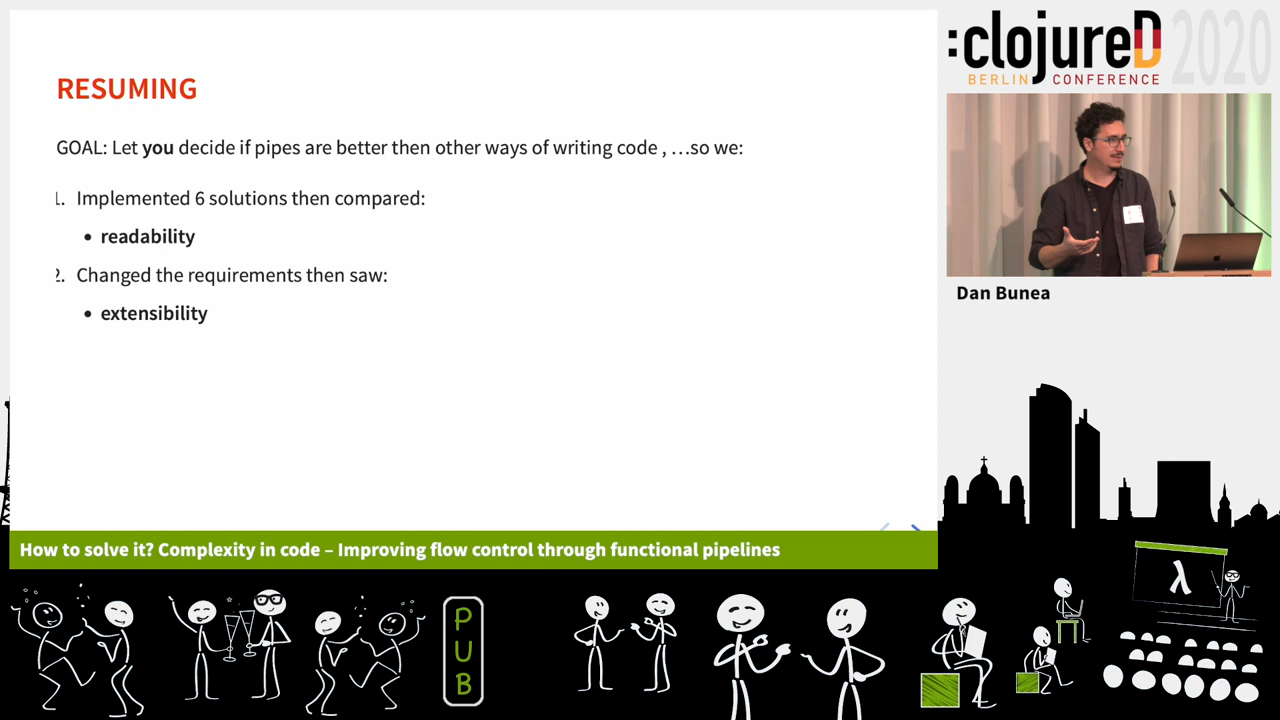 RESUMING
GOAL: Let you decide if pipes are better then other ways of writing code , …so we:
1. Implemented 6 solutions then compared:
• readability
2. Changed the requirements then saw:
• extensibility
:clojureD 2020
BERLIN CONFERENCE
Dan Bunea
How to solve it? Complexity in code – Improving flow control through functional pipelines
PUB
λ